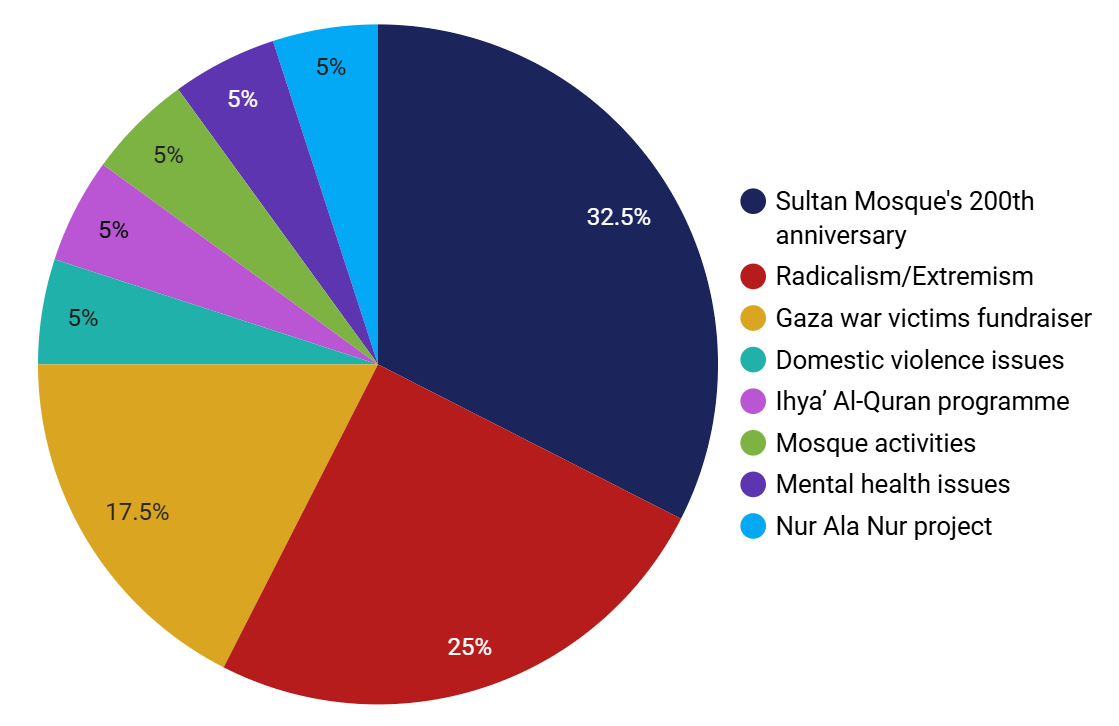 5%
5%
5%
5%
5%
32.5%
17.5%
25%
Sultan Mosque's 200th
anniversary
Radicalism/Extremism
Gaza war victims fundraiser
Domestic violence issues
Ihya’ Al-Quran programme
Mosque activities
Mental health issues
Nur Ala Nur project